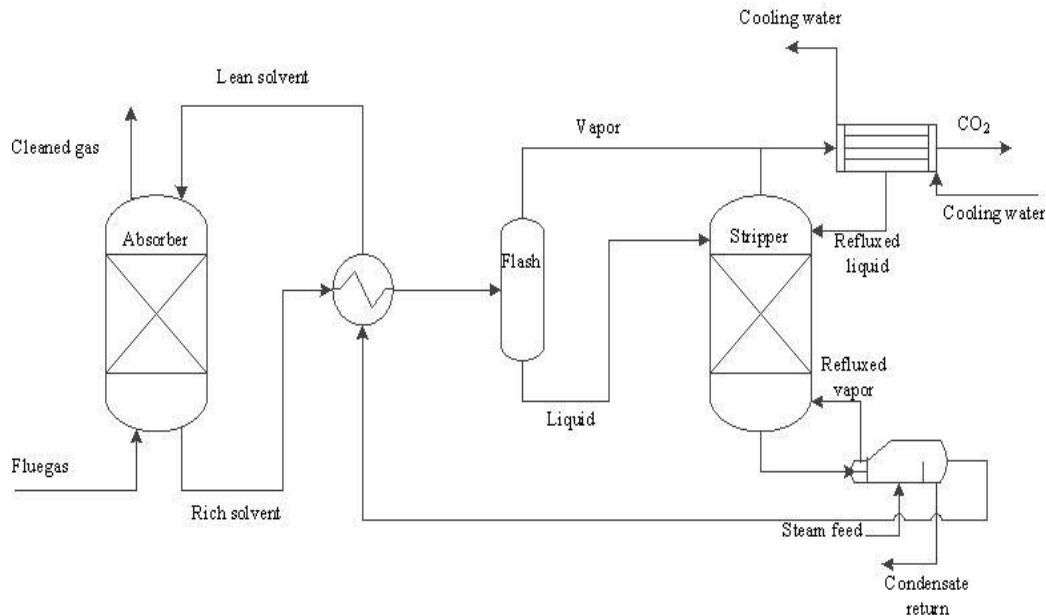 Cooling water
Lean solvent
Vapor
CO2
Cleaned gas
Cooling water
Absorber
Stripper
Refluxed
liquid
Flash
Refluxed
vapor
Liquid
Fluegas
Rich solvent
Steam feed
Condensate
return